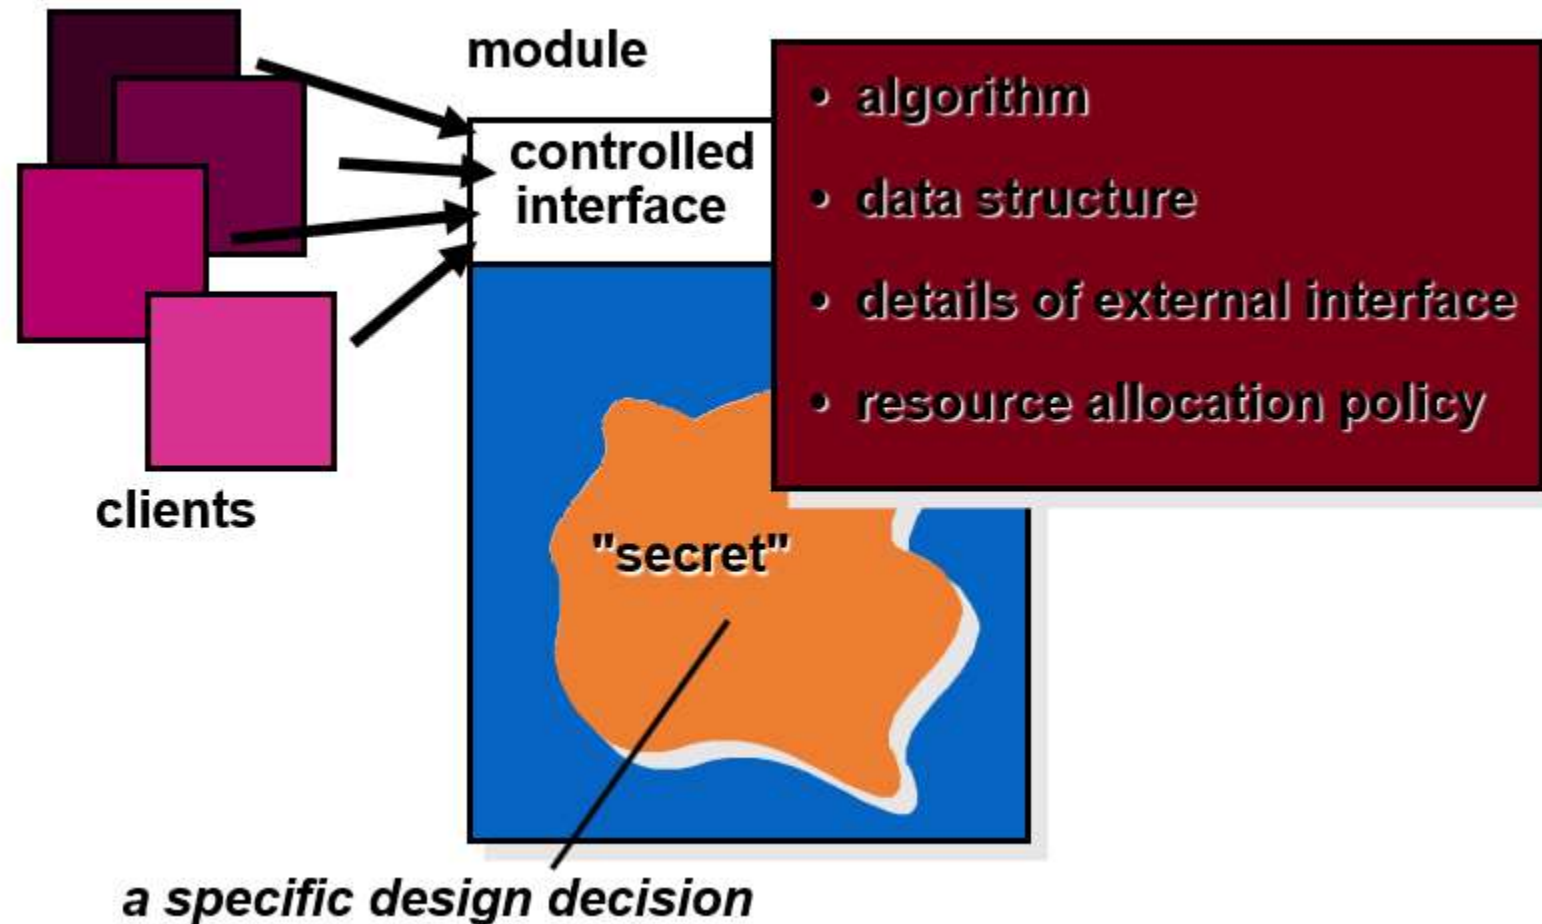 module
controlled
interface
• algorithm
• data structure
• details of external interface
• resource allocation policy
clients
"secret"
a specific design decision